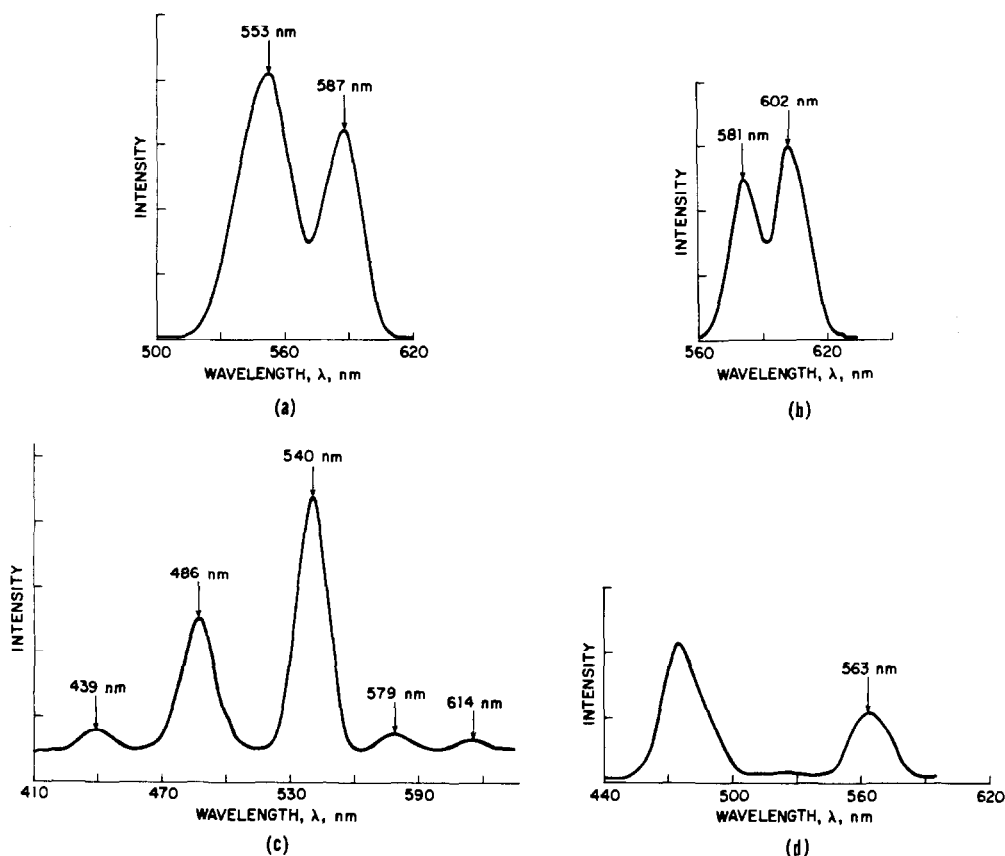 553 nm
587 nm
INTENSITY
500 560 620
WAVELENGTH, λ, nm
(a)
602 nm
581 nm
INTENSITY
560 620
WAVELENGTH, λ, nm
(b)
540 nm
486 nm
439 nm
579 nm
614 nm
INTENSITY
410 470 530 590
WAVELENGTH, λ, nm
(c)
563 nm
INTENSITY
440 500 560 620
WAVELENGTH, λ, nm
(d)